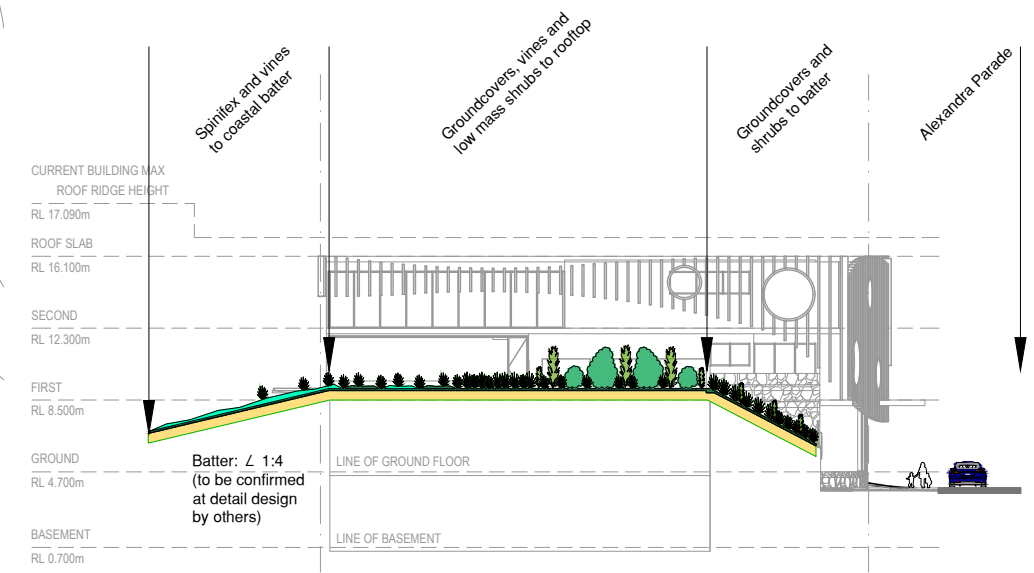 Spinifex and vines
to coastal batter
Groundcovers, vines and
low mass shrubs to rooftop
Groundcovers and
shrubs to batter
Alexandra Parade
CURRENT BUILDING MAX
ROOF RIDGE HEIGHT
RL 17.090m
ROOF SLAB
RL 16.100m
SECOND
RL 12.300m
FIRST
RL 8.500m
GROUND
RL 4.700m
BASEMENT
RL 0.700m
Batter: ∠ 1:4
(to be confirmed
at detail design
by others)
LINE OF GROUND FLOOR
LINE OF BASEMENT